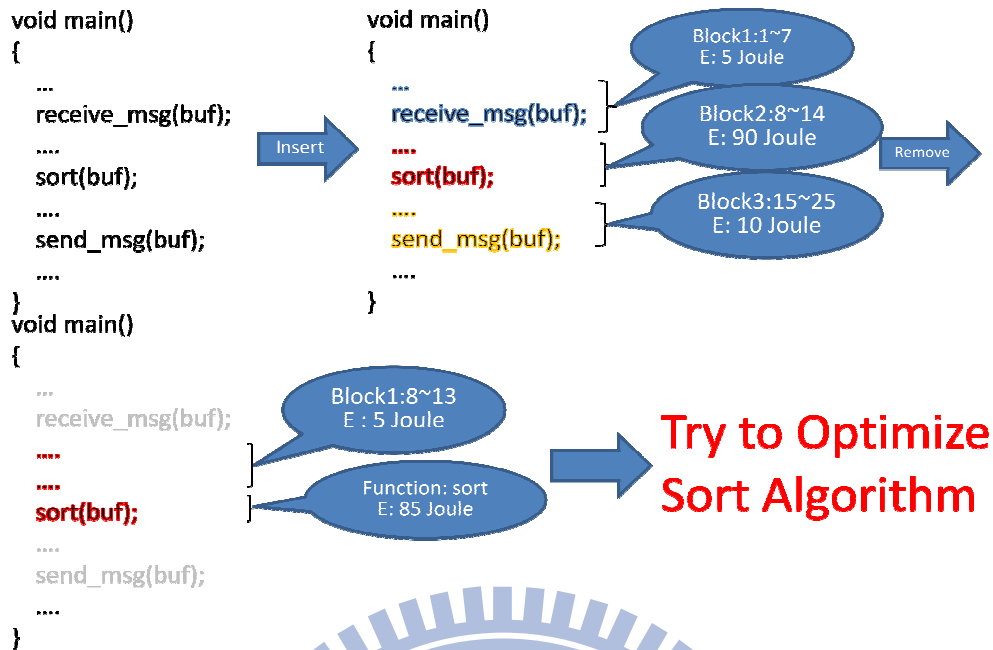 void main()
{
...
receive_msg(buf);
....
sort(buf);
....
send_msg(buf);
....
}
Insert
void main()
{
...
receive_msg(buf);
....
sort(buf);
....
send_msg(buf);
....
}
Block1:1~7
E: 5 Joule
Block2:8~14
E: 90 Joule
Block3:15~25
E: 10 Joule
Remove
void main()
{
...
receive_msg(buf);
....
....
sort(buf);
....
send_msg(buf);
....
}
Block1:8~13
E : 5 Joule
Function: sort
E: 85 Joule
Try to Optimize
Sort Algorithm